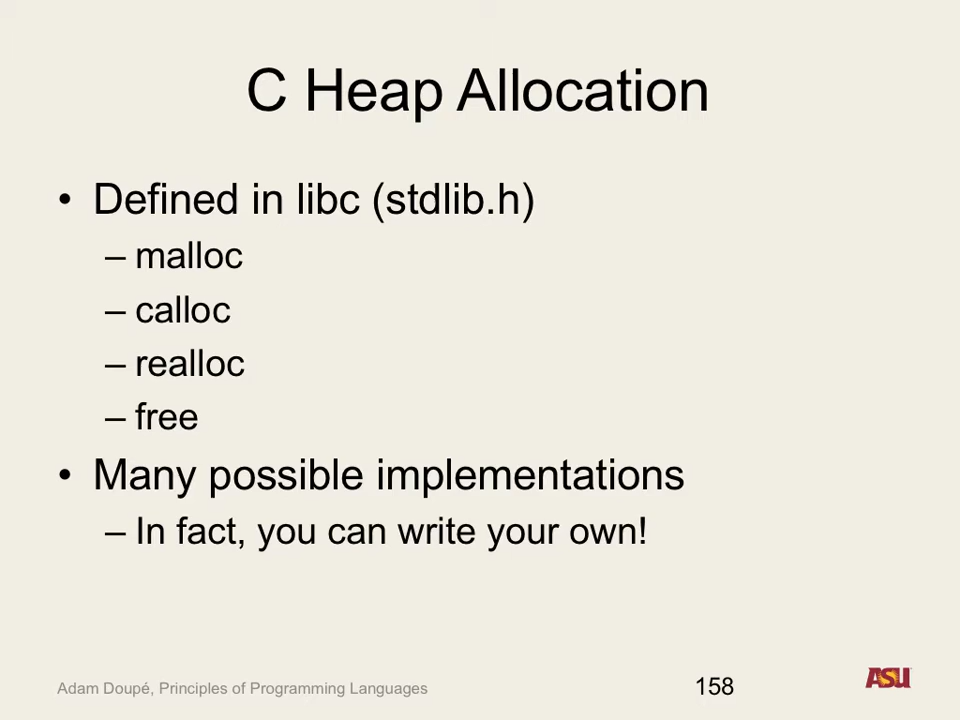 C Heap Allocation
• Defined in libc (stdlib.h)
– malloc
– calloc
– realloc
– free
• Many possible implementations
– In fact, you can write your own!
Adam Doupé, Principles of Programming Languages
158
ASU